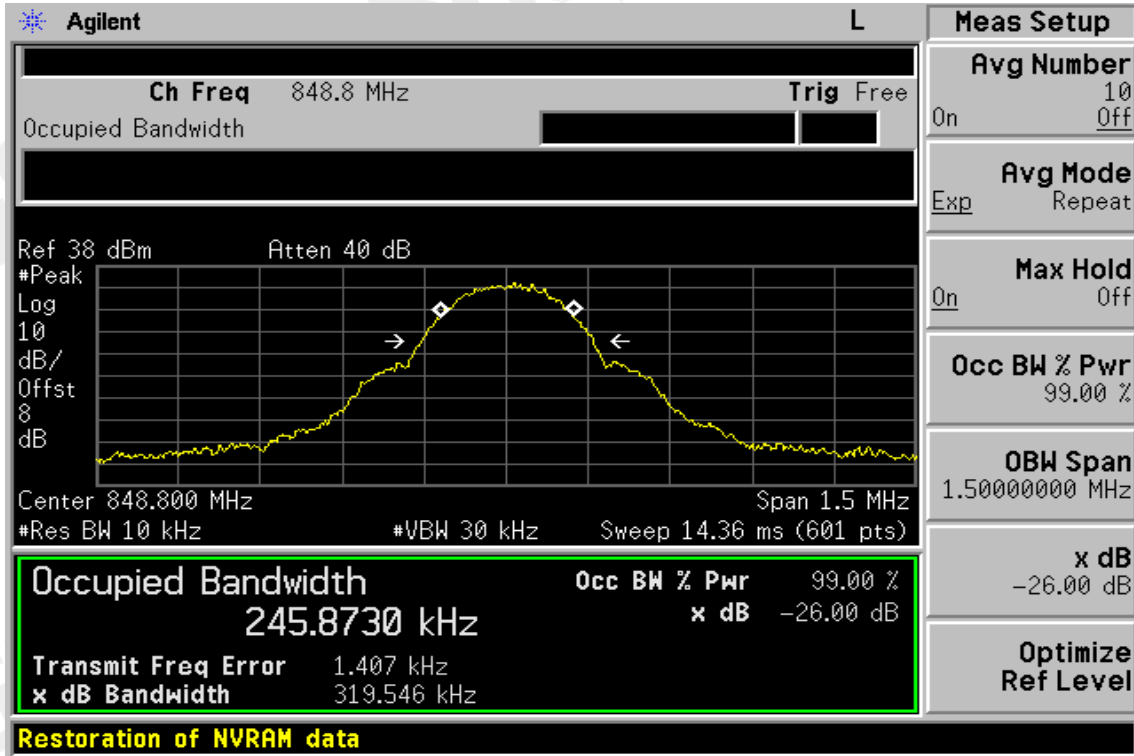 Agilent L
Ch Freq 848.8 MHz Trig Free
Occupied Bandwidth
Ref 38 dBm Atten 40 dB
#Peak
Log
10
dB/
Offst
8
dB
Center 848.800 MHz Span 1.5 MHz
#Res BW 10 kHz #VBW 30 kHz Sweep 14.36 ms (601 pts)
Occupied Bandwidth Occ BW % Pwr 99.00 %
245.8730 kHz x dB -26.00 dB
Transmit Freq Error 1.407 kHz
x dB Bandwidth 319.546 kHz
Restoration of NVRAM data
Meas Setup
Avg Number
10
On Off
Avg Mode
Exp Repeat
Max Hold
On Off
Occ BW % Pwr
99.00 %
OBW Span
1.50000000 MHz
x dB
-26.00 dB
Optimize
Ref Level